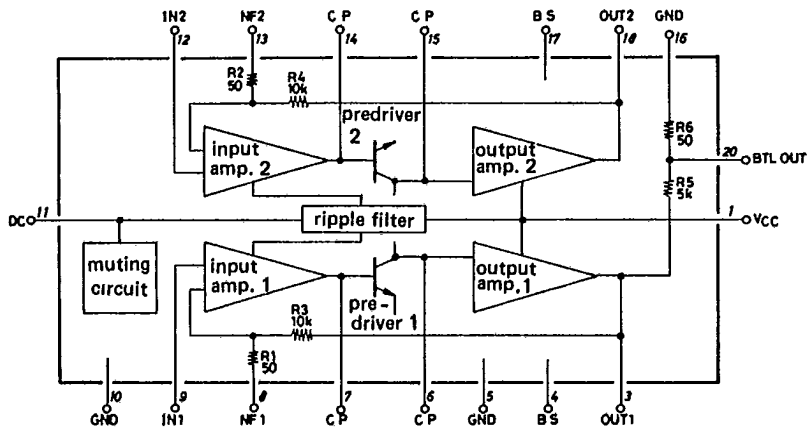 IN2 NF2 CP CP BS OUT2 GND
12 13 14 15 17 18 16
R2
50
R4
10k
predriver
2
R6
50
input
amp. 2
output
amp. 2
20 BTL OUT
R5
5k
DC 11
ripple filter
1 VCC
muting
circuit
input
amp. 1
output
amp. 1
R3
10k
pre-
driver 1
R1
50
10 9 8 7 6 5 4 3
GND IN1 NF1 CP CP GND BS OUT1